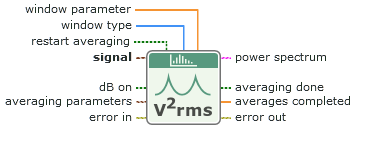 window parameter
window type
restart averaging
signal
power spectrum
dB on
averaging done
averaging parameters
averages completed
error in
error out
V²rms